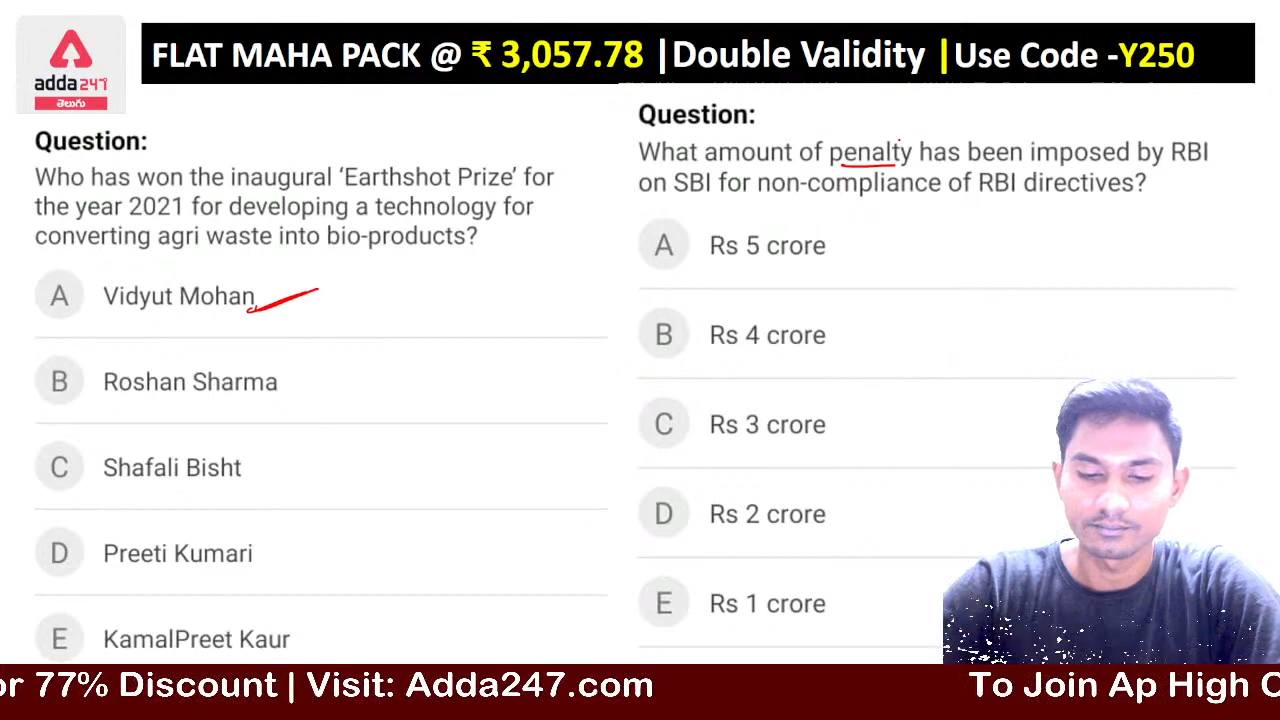 FLAT MAHA PACK @ ₹ 3,057.78 |Double Validity |Use Code -Y250
adda247
తెలుగు
Question:
Who has won the inaugural ‘Earthshot Prize’ for
the year 2021 for developing a technology for
converting agri waste into bio-products?
A Vidyut Mohan
B Roshan Sharma
C Shafali Bisht
D Preeti Kumari
E KamalPreet Kaur
Question:
What amount of penalty has been imposed by RBI
on SBI for non-compliance of RBI directives?
A Rs 5 crore
B Rs 4 crore
C Rs 3 crore
D Rs 2 crore
E Rs 1 crore
or 77% Discount | Visit: Adda247.com To Join Ap High C